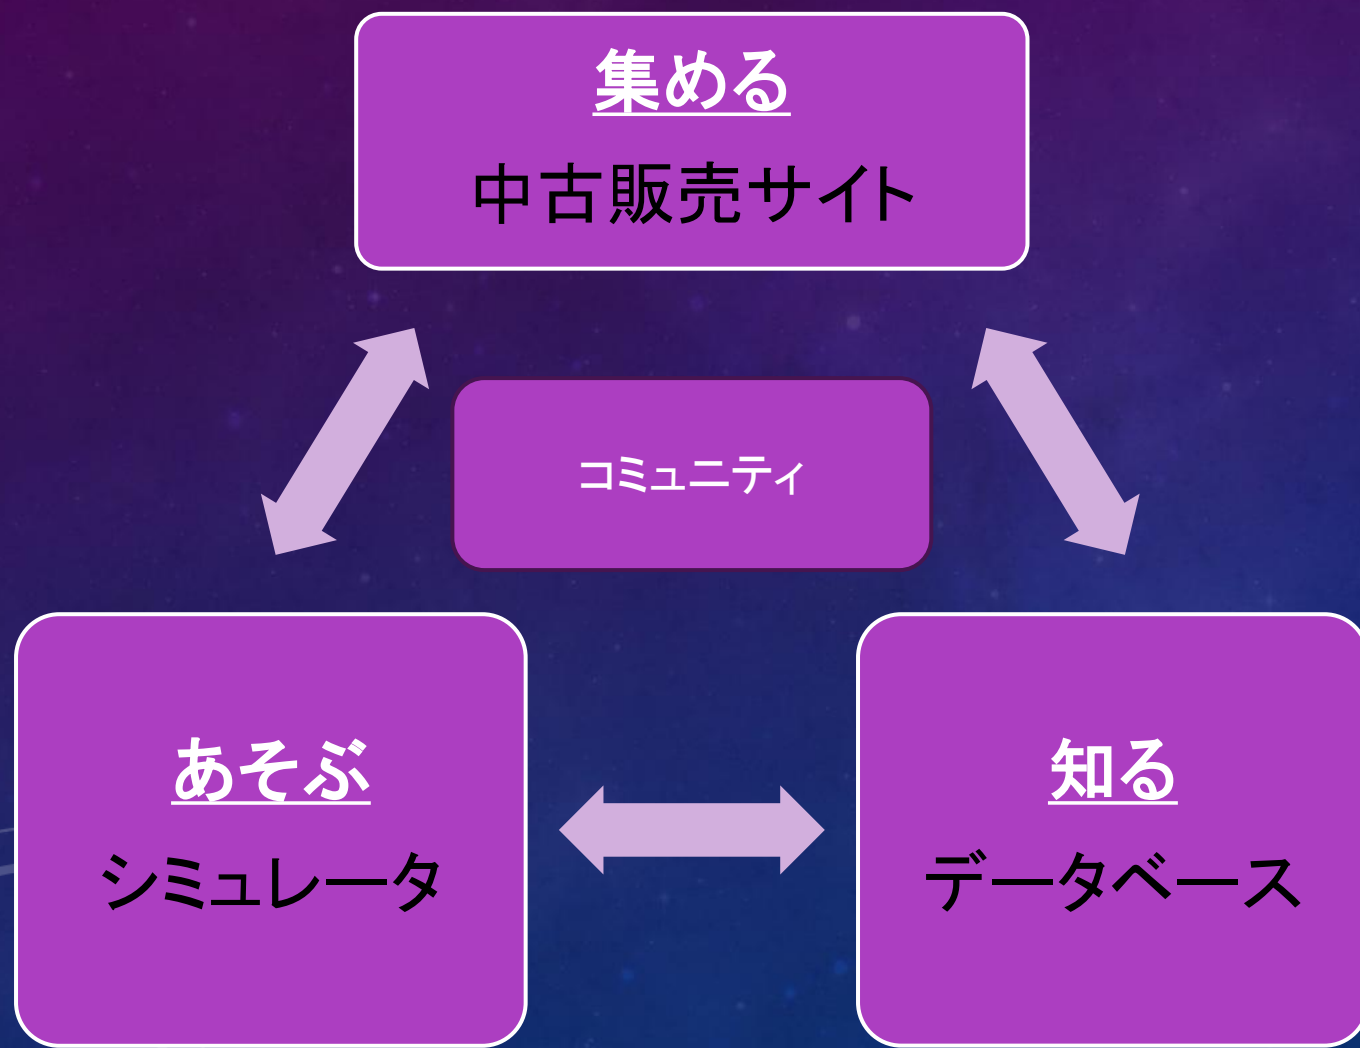 集める
中古販売サイト
コミュニティ
あそぶ
シミュレータ
知る
データベース